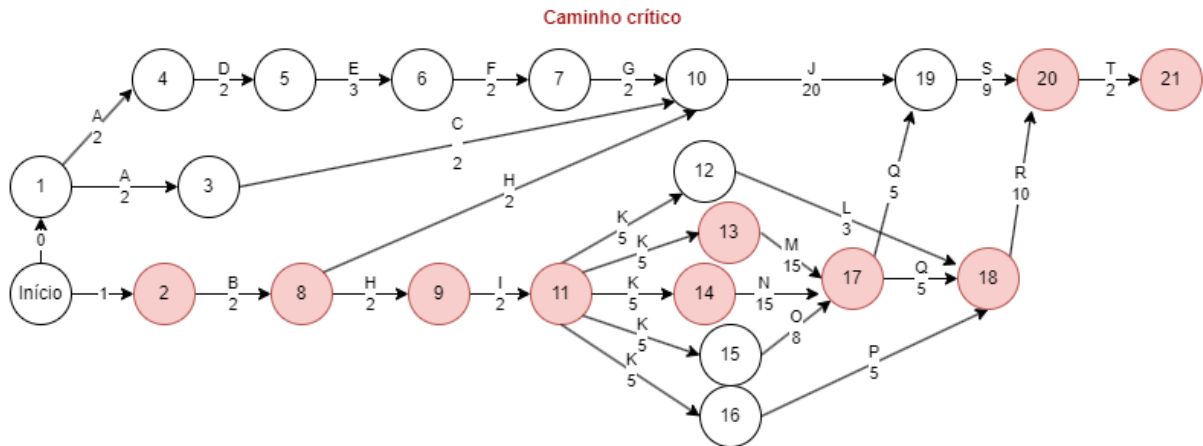 Caminho crítico
4 D 2 5 E 3 6 F 2 7 G 2 10 J 20 19 S 9 20 T 2 21
A 2
C 2
1 A 2 3
H 2
12
K 5
L 3
Q 5
R 10
0
K 5
13
M 15
Início 1 2 B 2 8 H 2 9 I 2 11 K 5 14 N 15 17 Q 5 18
K 5
15
O 8
K 5
16
P 5